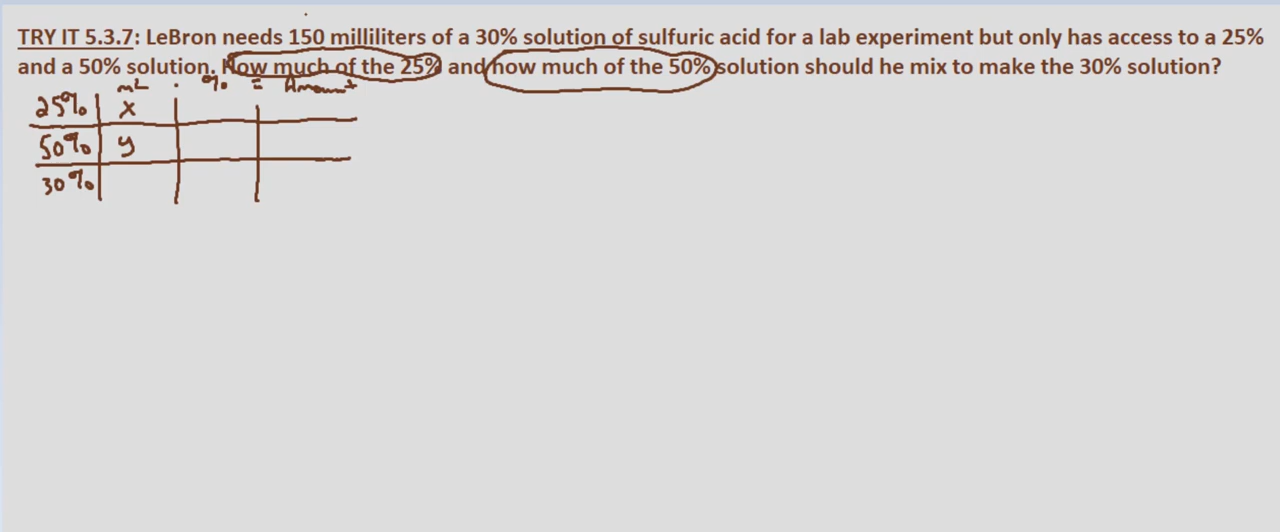 TRY IT 5.3.7: LeBron needs 150 milliliters of a 30% solution of sulfuric acid for a lab experiment but only has access to a 25%
and a 50% solution. How much of the 25% and how much of the 50% solution should he mix to make the 30% solution?
mL · % = Amount
25% x
50% y
30%